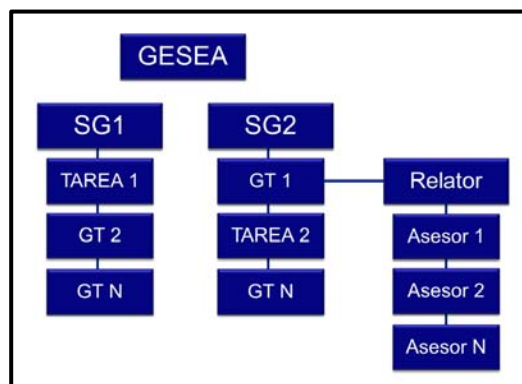 GESEA
SG1
SG2
TAREA 1
GT 1
Relator
GT 2
TAREA 2
Asesor 1
GT N
GT N
Asesor 2
Asesor N